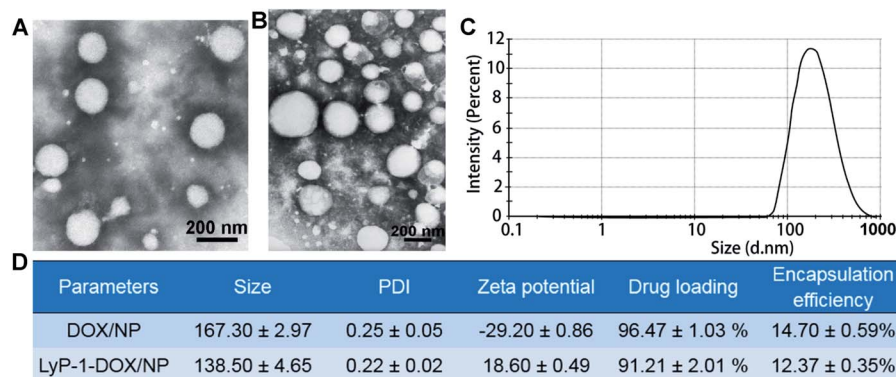 A
200 nm
B
200 nm
C
Intensity (Percent)
12
10
8
6
4
2
0
0.1 1 10 100 1000
Size (d.nm)
D
Parameters Size PDI Zeta potential Drug loading Encapsulation efficiency
DOX/NP 167.30 ± 2.97 0.25 ± 0.05 -29.20 ± 0.86 96.47 ± 1.03 % 14.70 ± 0.59%
LyP-1-DOX/NP 138.50 ± 4.65 0.22 ± 0.02 18.60 ± 0.49 91.21 ± 2.01 % 12.37 ± 0.35%